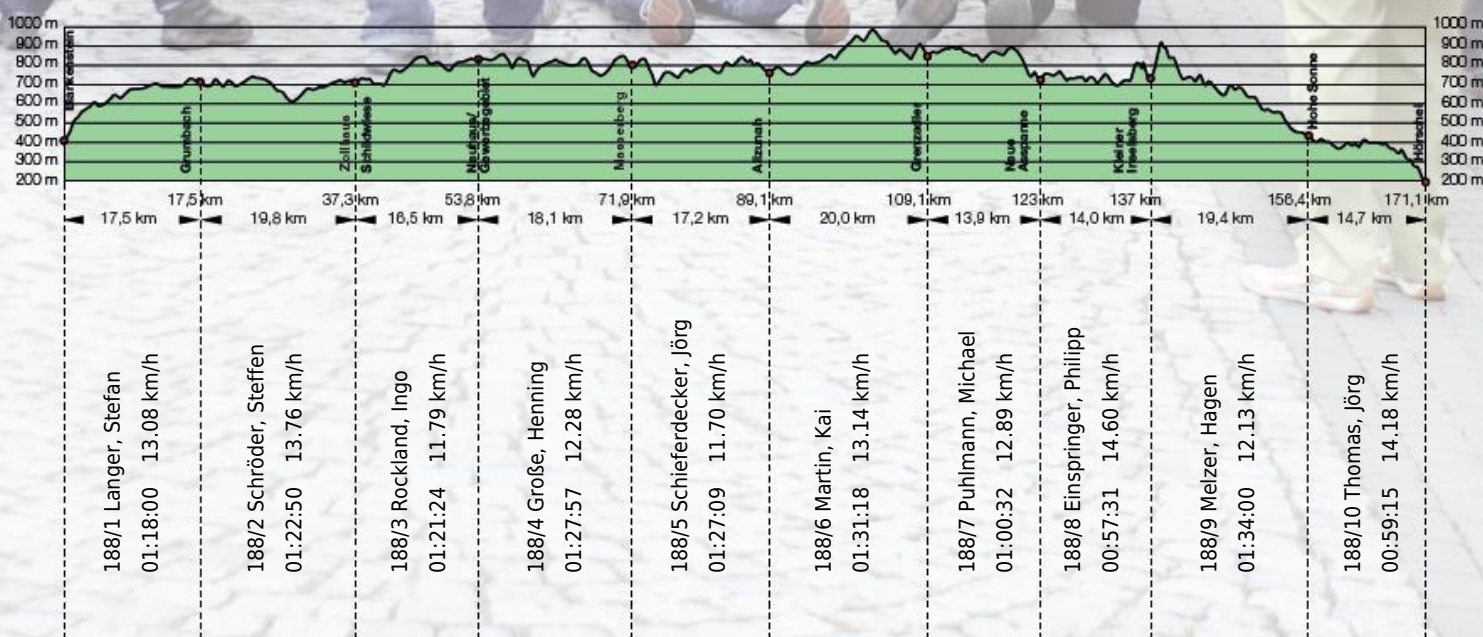 1000 m
900 m
800 m
700 m
600 m
500 m
400 m
300 m
200 m
1000 m
900 m
800 m
700 m
600 m
500 m
400 m
300 m
200 m
Blankenstein
Grumbach
Zollhaus
Schildwiese
Neuhaus/
Masserberg
Allzunah
Grenzadler
Neue
Ausspanne
Kleiner
Inselsberg
Hohe Sonne
Hörschel
17,5 km
37,3 km
53,8 km
71,9 km
89,1 km
109,1 km
123 km
137 km
156,4 km
171,1 km
17,5 km
19,8 km
16,5 km
18,1 km
17,2 km
20,0 km
13,9 km
14,0 km
19,4 km
14,7 km
188/1 Langer, Stefan
01:18:00 13.08 km/h
188/2 Schröder, Steffen
01:22:50 13.76 km/h
188/3 Rockland, Ingo
01:21:24 11.79 km/h
188/4 Große, Henning
01:27:57 12.28 km/h
188/5 Schieferdecker, Jörg
01:27:09 11.70 km/h
188/6 Martin, Kai
01:31:18 13.14 km/h
188/7 Puhlmann, Michael
01:00:32 12.89 km/h
188/8 Einspringer, Philipp
00:57:31 14.60 km/h
188/9 Melzer, Hagen
01:34:00 12.13 km/h
188/10 Thomas, Jörg
00:59:15 14.18 km/h